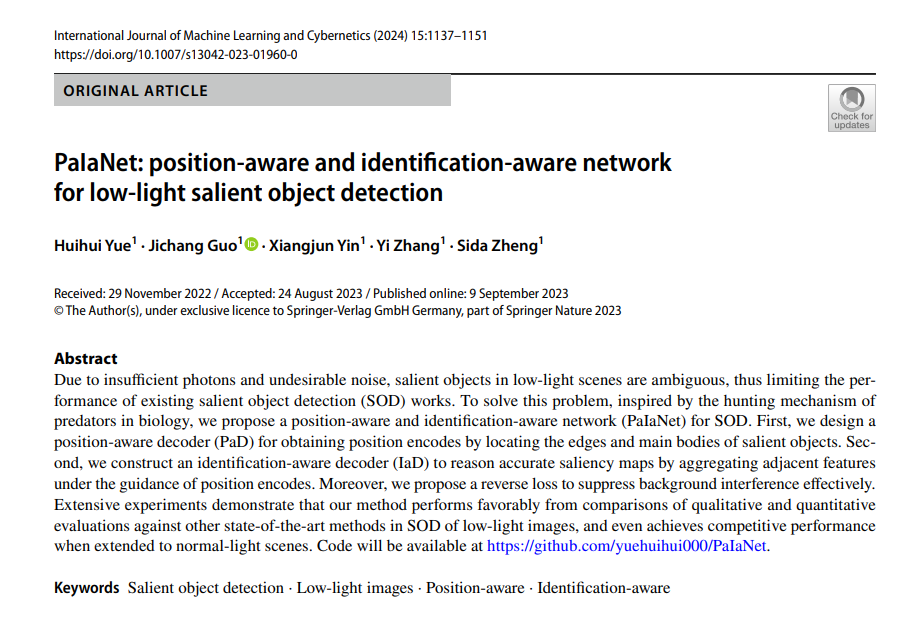 International Journal of Machine Learning and Cybernetics (2024) 15:1137–1151
https://doi.org/10.1007/s13042-023-01960-0
ORIGINAL ARTICLE
Check for
updates
PaIaNet: position-aware and identification-aware network
for low-light salient object detection
Huihui Yue1 · Jichang Guo1 iD · Xiangjun Yin1 · Yi Zhang1 · Sida Zheng1
Received: 29 November 2022 / Accepted: 24 August 2023 / Published online: 9 September 2023
© The Author(s), under exclusive licence to Springer-Verlag GmbH Germany, part of Springer Nature 2023
Abstract
Due to insufficient photons and undesirable noise, salient objects in low-light scenes are ambiguous, thus limiting the per-
formance of existing salient object detection (SOD) works. To solve this problem, inspired by the hunting mechanism of
predators in biology, we propose a position-aware and identification-aware network (PaIaNet) for SOD. First, we design a
position-aware decoder (PaD) for obtaining position encodes by locating the edges and main bodies of salient objects. Sec-
ond, we construct an identification-aware decoder (IaD) to reason accurate saliency maps by aggregating adjacent features
under the guidance of position encodes. Moreover, we propose a reverse loss to suppress background interference effectively.
Extensive experiments demonstrate that our method performs favorably from comparisons of qualitative and quantitative
evaluations against other state-of-the-art methods in SOD of low-light images, and even achieves competitive performance
when extended to normal-light scenes. Code will be available at https://github.com/yuehuihui000/PaIaNet.
Keywords Salient object detection · Low-light images · Position-aware · Identification-aware